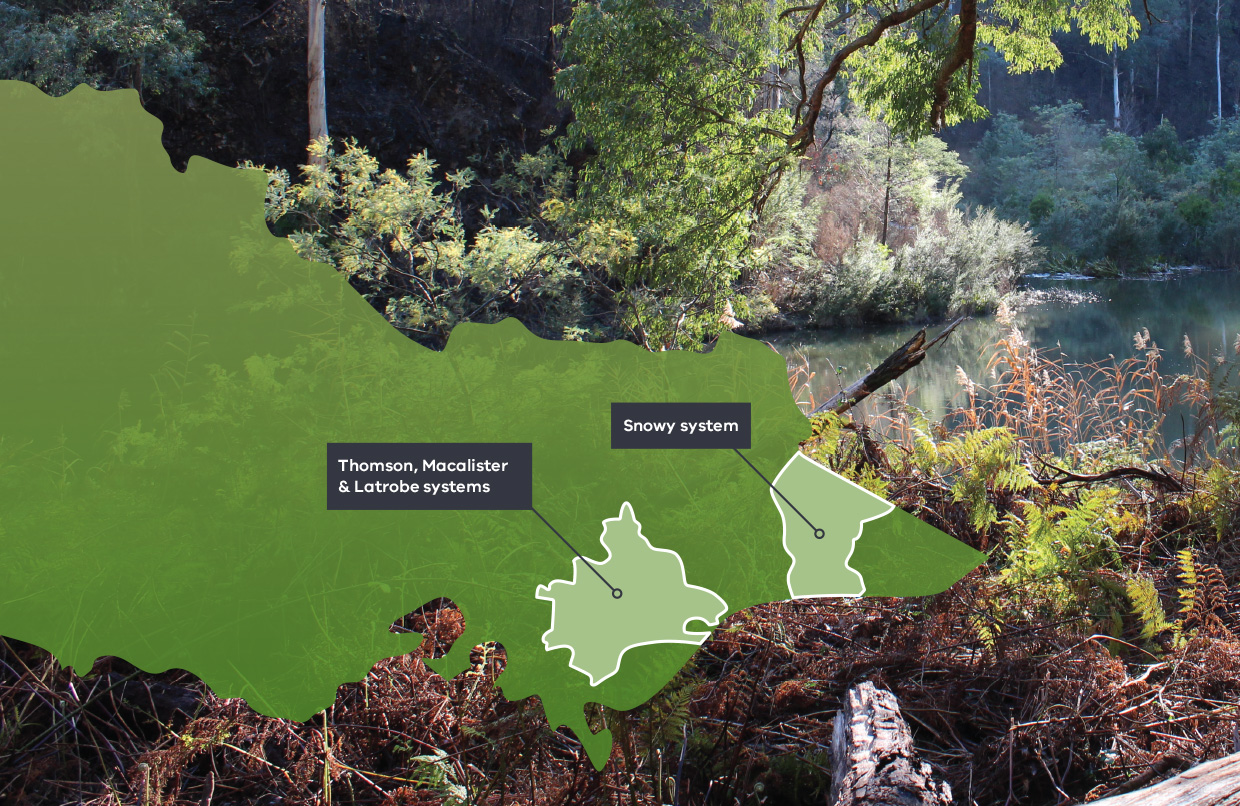 Snowy system
Thomson, Macalister
& Latrobe systems